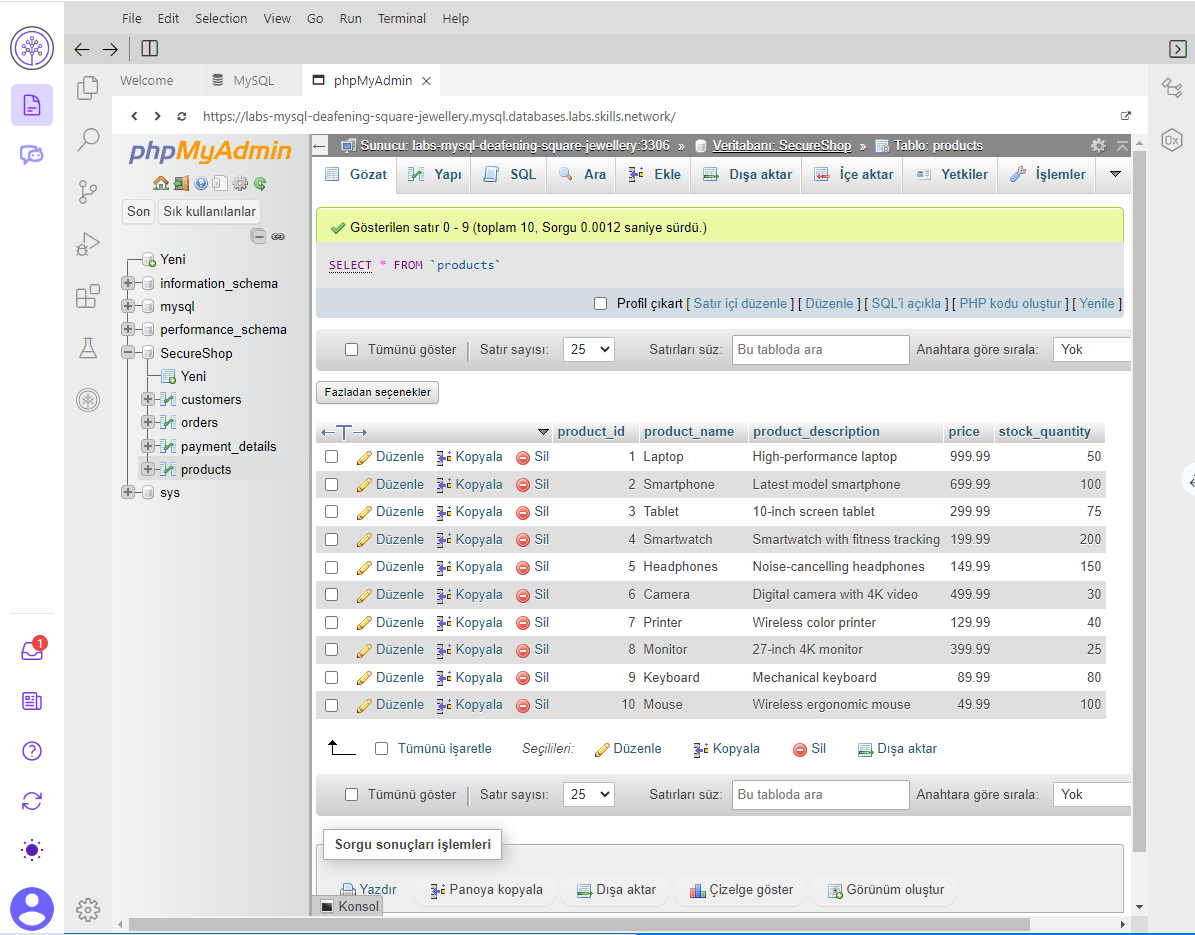 File Edit Selection View Go Run Terminal Help
Welcome MySQL phpMyAdmin
https://labs-mysql-deafening-square-jewellery.mysql.databases.labs.skills.network/
phpMyAdmin
Son Sık kullanılanlar
Yeni
information_schema
mysql
performance_schema
SecureShop
Yeni
customers
orders
payment_details
products
sys
Sunucu: labs-mysql-deafening-square-jewellery:3306 » Veritabanı: SecureShop » Tablo: products
Gözat Yapı SQL Ara Ekle Dışa aktar İçe aktar Yetkiler İşlemler
Gösterilen satır 0 - 9 (toplam 10, Sorgu 0.0012 saniye sürdü.)
SELECT * FROM `products`
Profil çıkart [ Satır içi düzenle ] [ Düzenle ] [ SQL'i açıkla ] [ PHP kodu oluştur ] [ Yenile ]
Tümünü göster Satır sayısı: 25 Satırları süz: Bu tabloda ara Anahtara göre sırala: Yok
Fazladan seçenekler
product_id product_name product_description price stock_quantity
Düzenle Kopyala Sil 1 Laptop High-performance laptop 999.99 50
Düzenle Kopyala Sil 2 Smartphone Latest model smartphone 699.99 100
Düzenle Kopyala Sil 3 Tablet 10-inch screen tablet 299.99 75
Düzenle Kopyala Sil 4 Smartwatch Smartwatch with fitness tracking 199.99 200
Düzenle Kopyala Sil 5 Headphones Noise-cancelling headphones 149.99 150
Düzenle Kopyala Sil 6 Camera Digital camera with 4K video 499.99 30
Düzenle Kopyala Sil 7 Printer Wireless color printer 129.99 40
Düzenle Kopyala Sil 8 Monitor 27-inch 4K monitor 399.99 25
Düzenle Kopyala Sil 9 Keyboard Mechanical keyboard 89.99 80
Düzenle Kopyala Sil 10 Mouse Wireless ergonomic mouse 49.99 100
Tümünü işaretle Seçilileri: Düzenle Kopyala Sil Dışa aktar
Tümünü göster Satır sayısı: 25 Satırları süz: Bu tabloda ara Anahtara göre sırala: Yok
Sorgu sonuçları işlemleri
Yazdır Panoya kopyala Dışa aktar Çizelge göster Görünüm oluştur
Konsol
1
0x